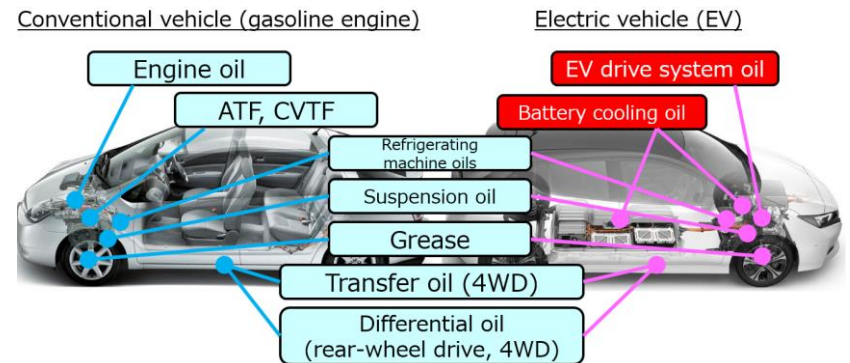 Conventional vehicle (gasoline engine)
Electric vehicle (EV)
Engine oil
EV drive system oil
ATF, CVTF
Battery cooling oil
Refrigerating
machine oils
Suspension oil
Grease
Transfer oil (4WD)
Differential oil
(rear-wheel drive, 4WD)